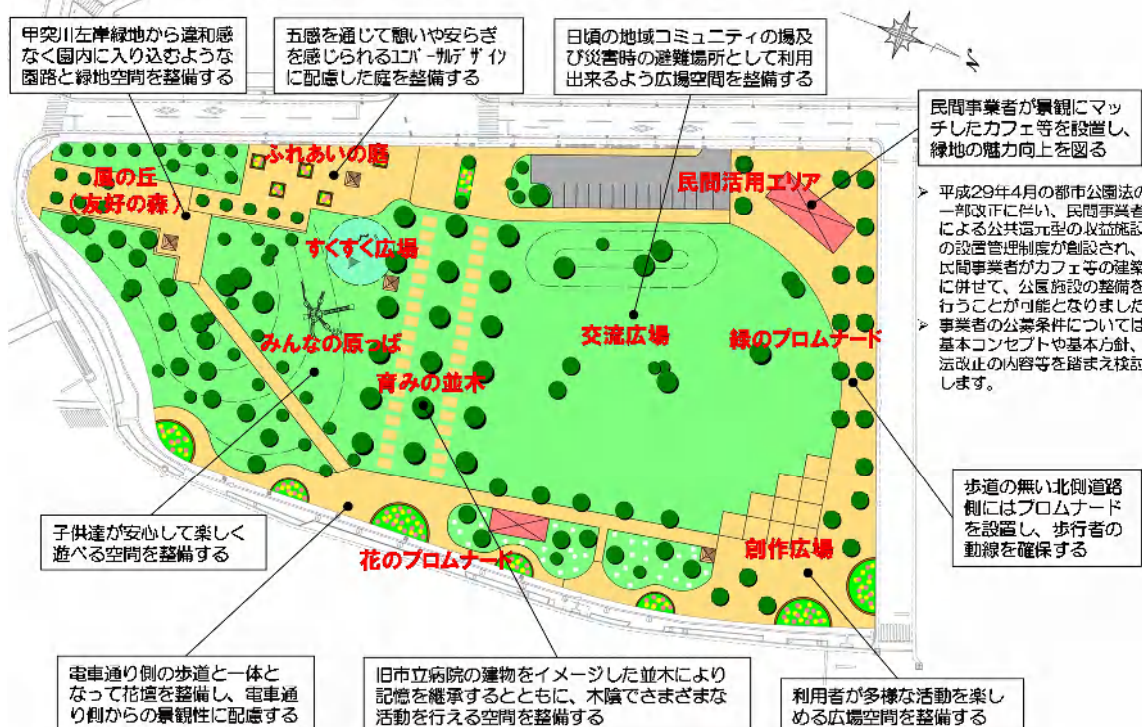 甲突川左岸緑地から違和感
なく園内に入り込むような
園路と緑地空間を整備する
五感を通じて憩いや安らぎ
を感じられるユニバーサルデザイン
に配慮した庭を整備する
日頃の地域コミュニティの場及
び災害時の避難場所として利用
出来るよう広場空間を整備する
N
民間事業者が景観にマッ
チしたカフェ等を設置し、
緑地の魅力向上を図る
➢ 平成29年4月の都市公園法の
一部改正に伴い、民間事業者
による公共還元型の収益施設
の設置管理制度が創設され、
民間事業者がカフェ等の建築
に併せて、公園施設の整備を
行うことが可能となりました
➢ 事業者の公募条件については
基本コンセプトや基本方針、
法改正の内容等を踏まえ検討
します。
ふれあいの庭
風の丘
(友好の森)
民間活用エリア
すくすく広場
みんなの原っぱ
育みの並木
交流広場
緑のプロムナード
花のプロムナード
創作広場
歩道の無い北側道路
側にはプロムナード
を設置し、歩行者の
動線を確保する
子供達が安心して楽しく
遊べる空間を整備する
電車通り側の歩道と一体と
なって花壇を整備し、電車通
り側からの景観性に配慮する
旧市立病院の建物をイメージした並木により
記憶を継承するとともに、木陰でさまざまな
活動を行える空間を整備する
利用者が多様な活動を楽し
める広場空間を整備する